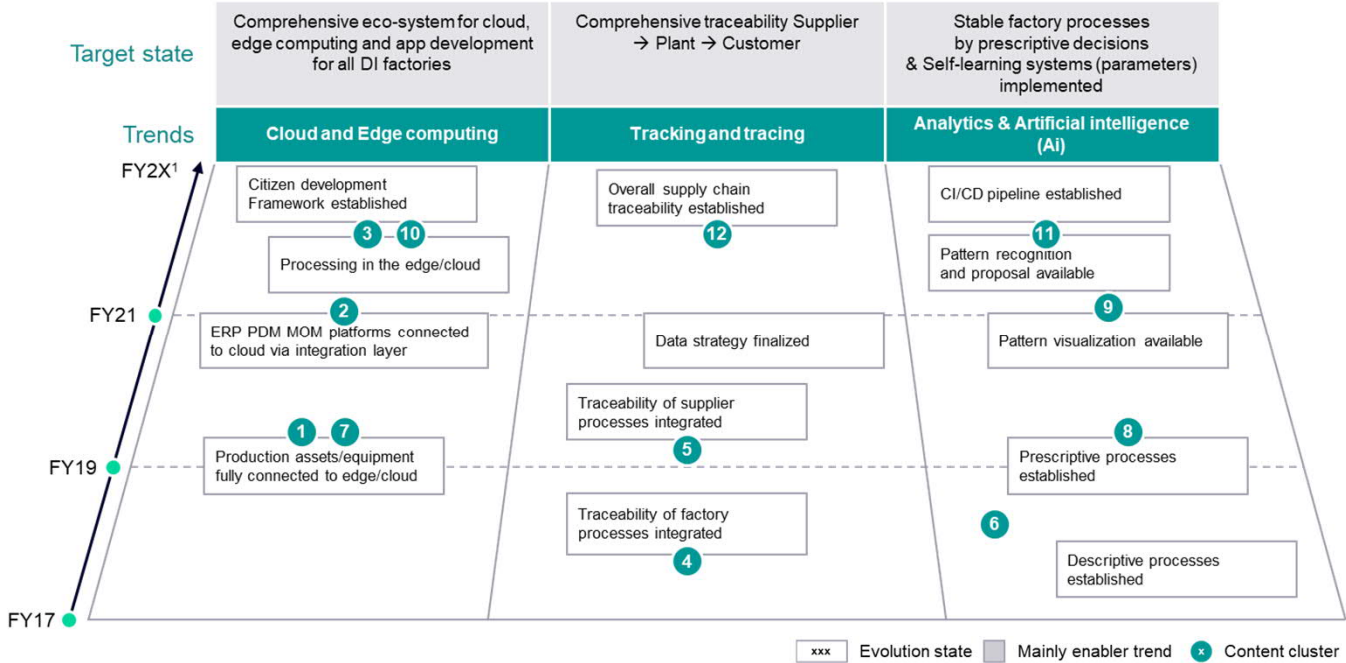 Target state
Comprehensive eco-system for cloud,
edge computing and app development
for all DI factories
Comprehensive traceability Supplier
→ Plant → Customer
Stable factory processes
by prescriptive decisions
& Self-learning systems (parameters)
implemented
Trends
Cloud and Edge computing
Tracking and tracing
Analytics & Artificial intelligence
(Ai)
FY2X¹
Citizen development
Framework established
3
10
Processing in the edge/cloud
Overall supply chain
traceability established
12
CI/CD pipeline established
11
Pattern recognition
and proposal available
FY21
2
ERP PDM MOM platforms connected
to cloud via integration layer
Data strategy finalized
9
Pattern visualization available
Traceability of supplier
processes integrated
5
FY19
1
7
Production assets/equipment
fully connected to edge/cloud
8
Prescriptive processes
established
Traceability of factory
processes integrated
4
6
Descriptive processes
established
FY17
xxx
Evolution state
Mainly enabler trend
x
Content cluster